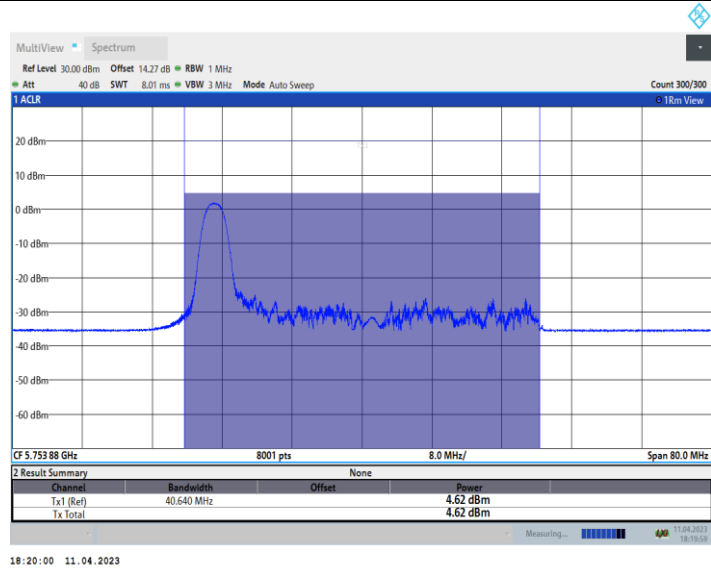 R&S
MultiView Spectrum
Ref Level 30.00 dBm Offset 14.27 dB RBW 1 MHz
Att 40 dB SWT 8.01 ms VBW 3 MHz Mode Auto Sweep Count 300/300
1 ACLR 1Rm View
20 dBm
10 dBm
0 dBm
-10 dBm
-20 dBm
-30 dBm
-40 dBm
-50 dBm
-60 dBm
CF 5.753 88 GHz 8001 pts 8.0 MHz/ Span 80.0 MHz
2 Result Summary None
Channel Bandwidth Offset Power
Tx1 (Ref) 40.640 MHz 4.62 dBm
Tx Total 4.62 dBm
Measuring... 11.04.2023
18:19:59
18:20:00 11.04.2023